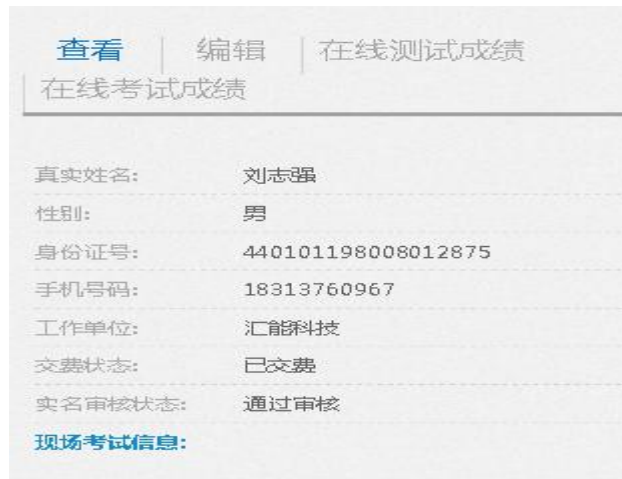 查看 编辑 在线测试成绩
在线考试成绩
真实姓名: 刘志强
性别: 男
身份证号: 440101198008012875
手机号码: 18313760967
工作单位: 汇能科技
交费状态: 已交费
实名审核状态: 通过审核
现场考试信息: